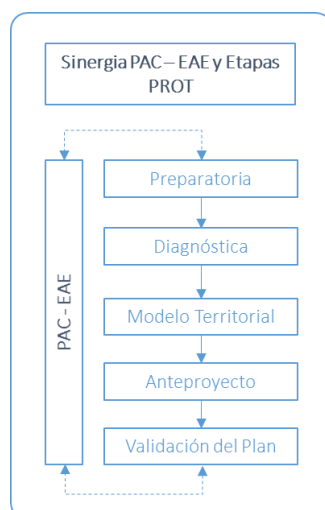 Sinergia PAC – EAE y Etapas
PROT
PAC - EAE
Preparatoria
Diagnóstica
Modelo Territorial
Anteproyecto
Validación del Plan